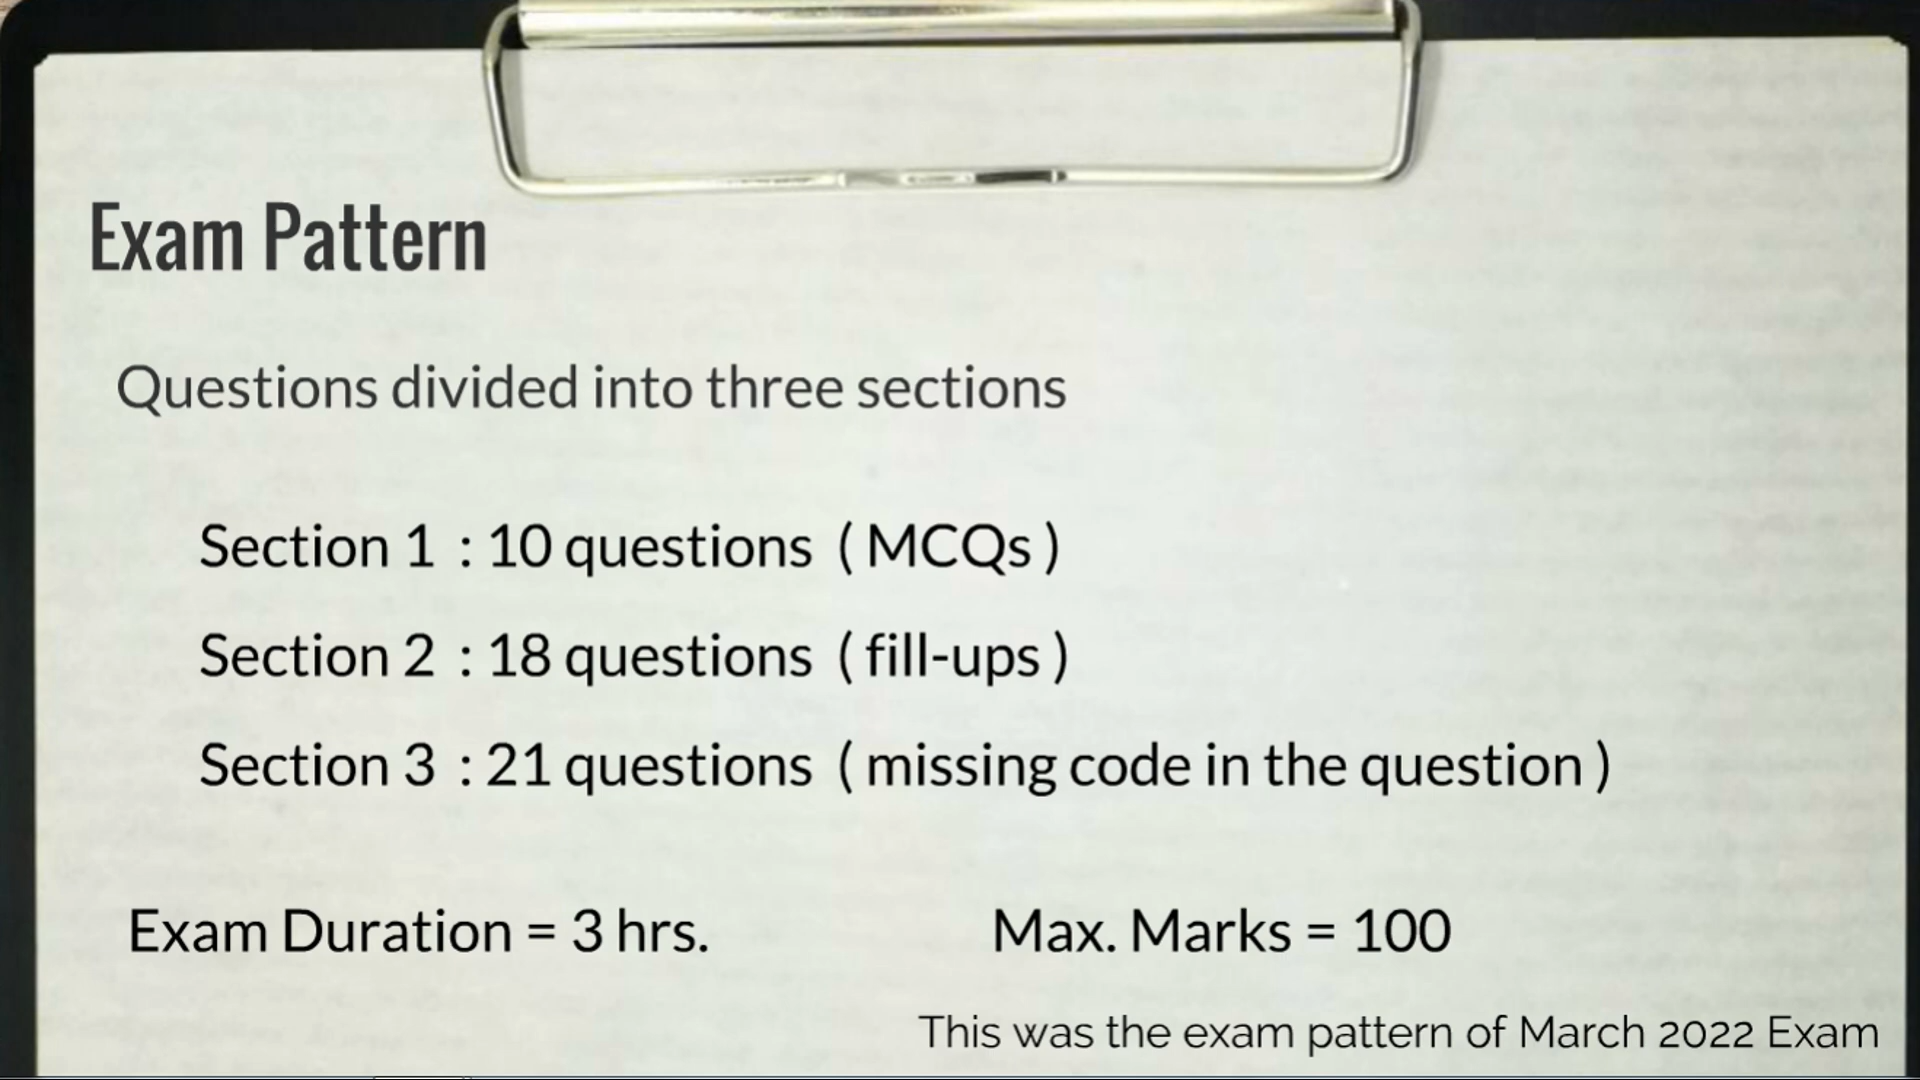 Exam Pattern
Questions divided into three sections
Section 1 : 10 questions ( MCQs )
Section 2 : 18 questions ( fill-ups )
Section 3 : 21 questions ( missing code in the question )
Exam Duration = 3 hrs. Max. Marks = 100
This was the exam pattern of March 2022 Exam